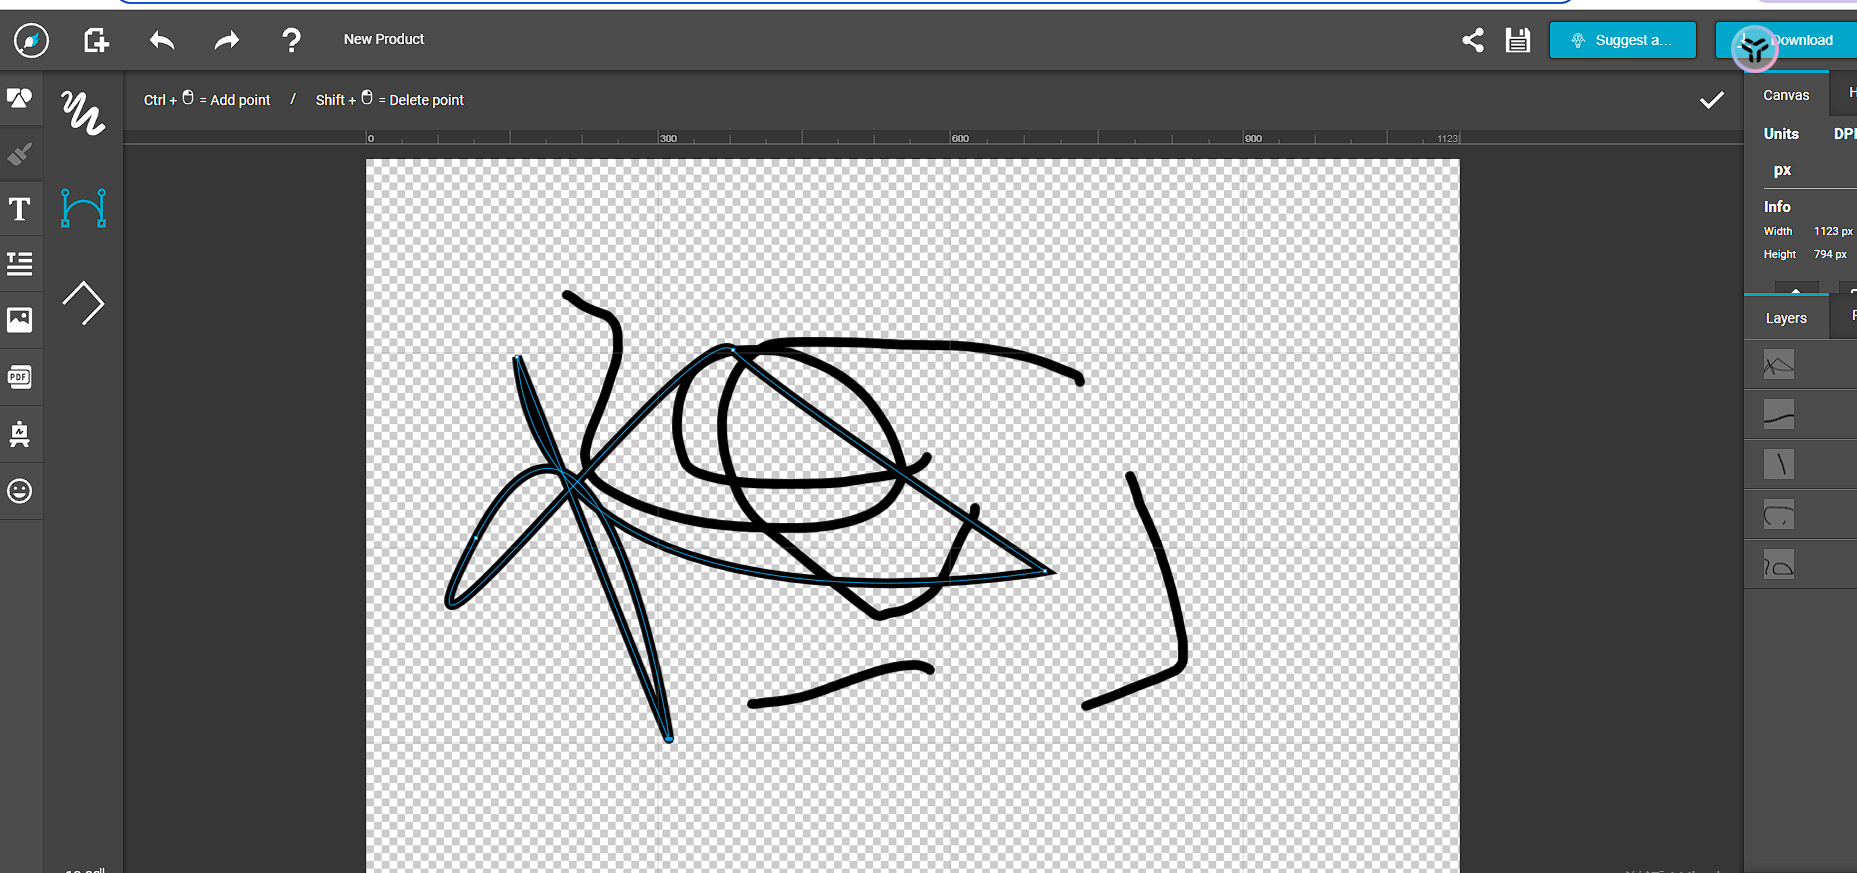 New Product
Suggest a...
Download
Ctrl + = Add point / Shift + = Delete point
0 300 600 900 1123
Canvas
Units
px
Info
Width 1123 px
Height 794 px
Layers
T
T
PDF